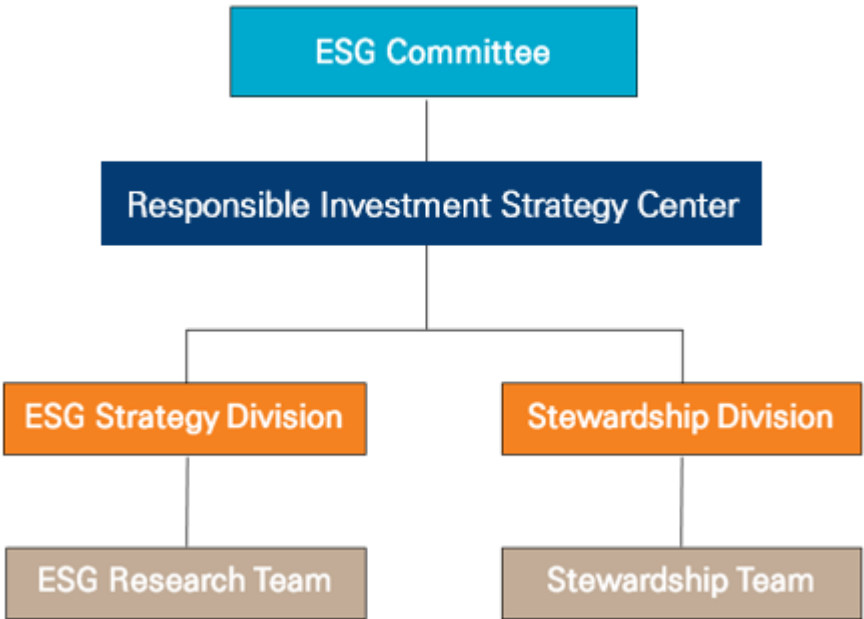 ESG Committee
Responsible Investment Strategy Center
ESG Strategy Division
Stewardship Division
ESG Research Team
Stewardship Team